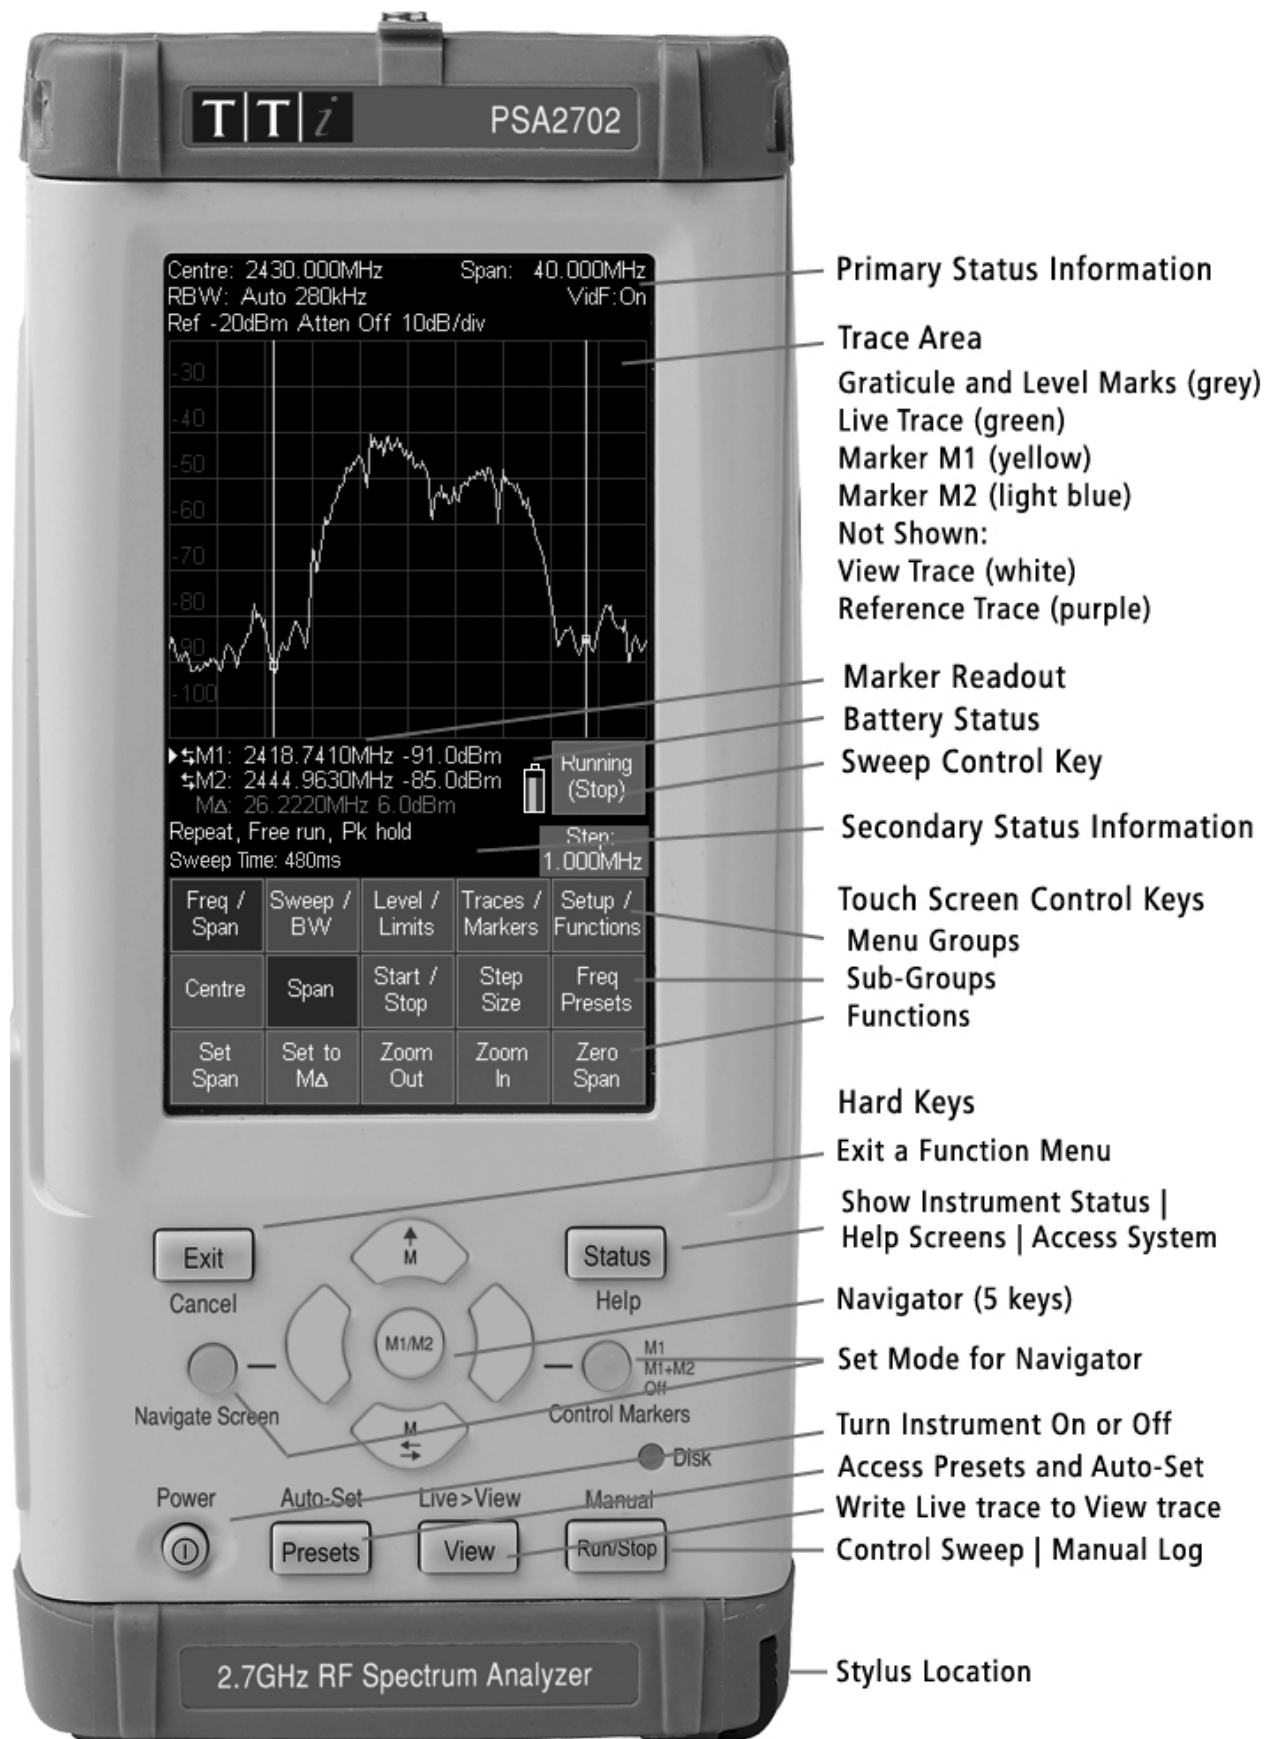 TTi
PSA2702
Centre: 2430.000MHz Span: 40.000MHz
RBW: Auto 280kHz VidF:On
Ref -20dBm Atten Off 10dB/div
-30
-40
-50
-60
-70
-80
-90
-100
M1: 2418.7410MHz -91.0dBm
M2: 2444.9630MHz -85.0dBm
MΔ: 26.2220MHz 6.0dBm
Running
(Stop)
Repeat, Free run, Pk hold
Sweep Time: 480ms
Step:
1.000MHz
Freq /
Span
Sweep /
BW
Level /
Limits
Traces /
Markers
Setup /
Functions
Centre
Span
Start /
Stop
Step
Size
Freq
Presets
Set
Span
Set to
MΔ
Zoom
Out
Zoom
In
Zero
Span
Exit
Cancel
↑
M
Status
Help
M1/M2
M1
M1+M2
Off
Navigate Screen
M
Control Markers
Disk
Power
Auto-Set
Live>View
Manual
Presets
View
Run/Stop
2.7GHz RF Spectrum Analyzer
Primary Status Information
Trace Area
Graticule and Level Marks (grey)
Live Trace (green)
Marker M1 (yellow)
Marker M2 (light blue)
Not Shown:
View Trace (white)
Reference Trace (purple)
Marker Readout
Battery Status
Sweep Control Key
Secondary Status Information
Touch Screen Control Keys
Menu Groups
Sub-Groups
Functions
Hard Keys
Exit a Function Menu
Show Instrument Status |
Help Screens | Access System
Navigator (5 keys)
Set Mode for Navigator
Turn Instrument On or Off
Access Presets and Auto-Set
Write Live trace to View trace
Control Sweep | Manual Log
Stylus Location